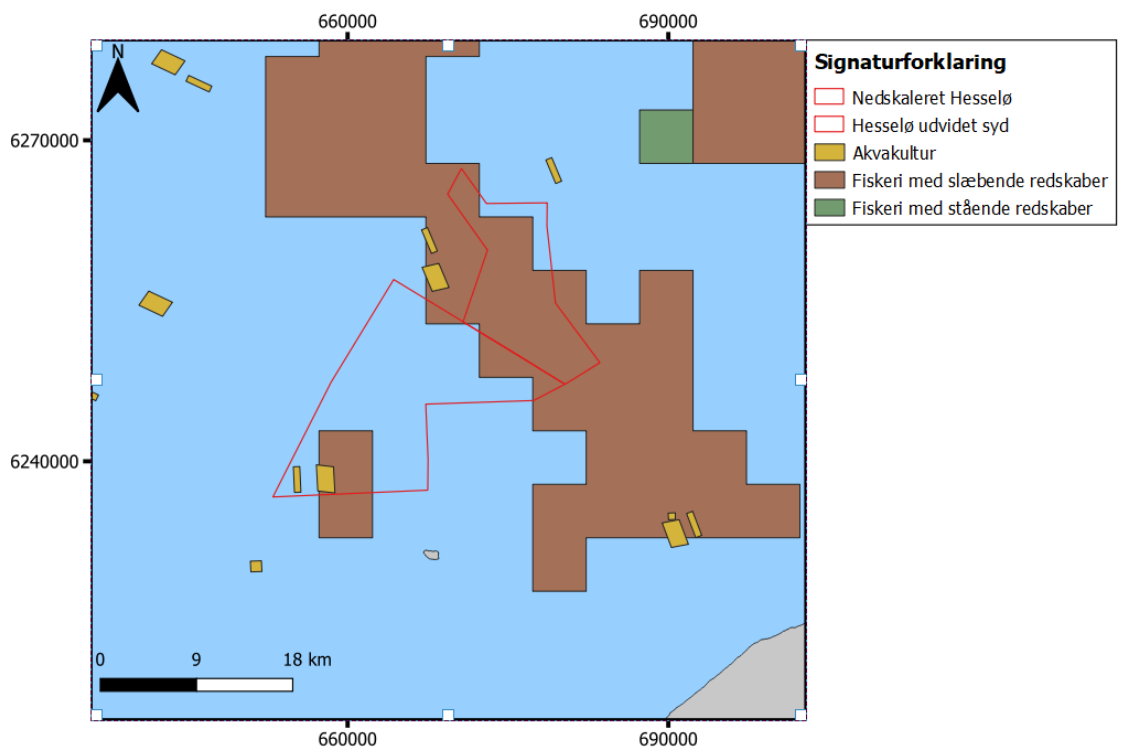 660000
690000
N
6270000
6240000
0
9
18 km
660000
690000
Signaturforklaring
Nedskaleret Hesselø
Hesselø udvidet syd
Akvakultur
Fiskeri med slæbende redskaber
Fiskeri med stående redskaber